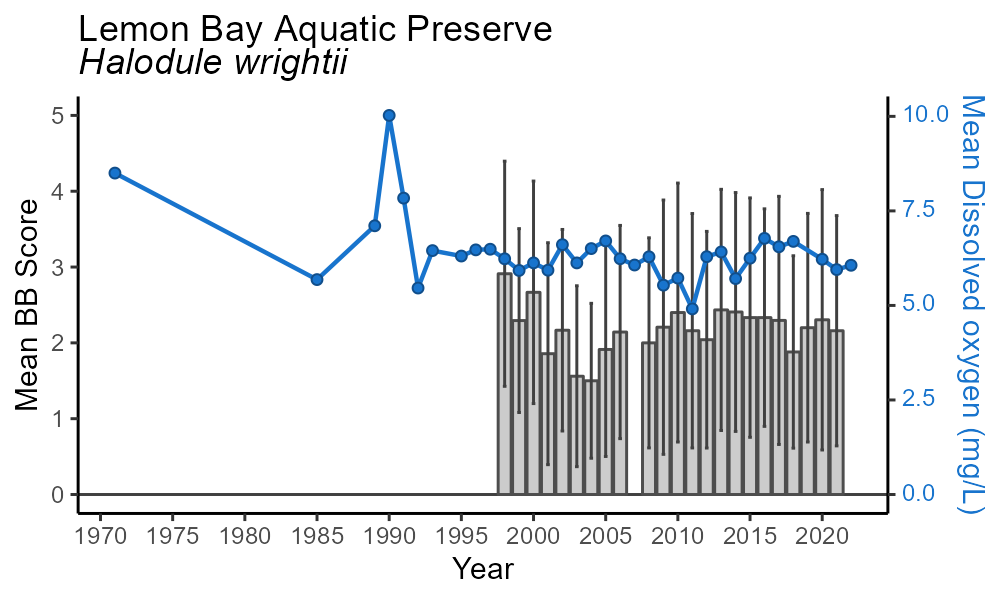 Lemon Bay Aquatic Preserve
Halodule wrightii
Mean BB Score
5
4
3
2
1
0
10.0
7.5
5.0
2.5
0.0
Mean Dissolved oxygen (mg/L)
1970 1975 1980 1985 1990 1995 2000 2005 2010 2015 2020
Year